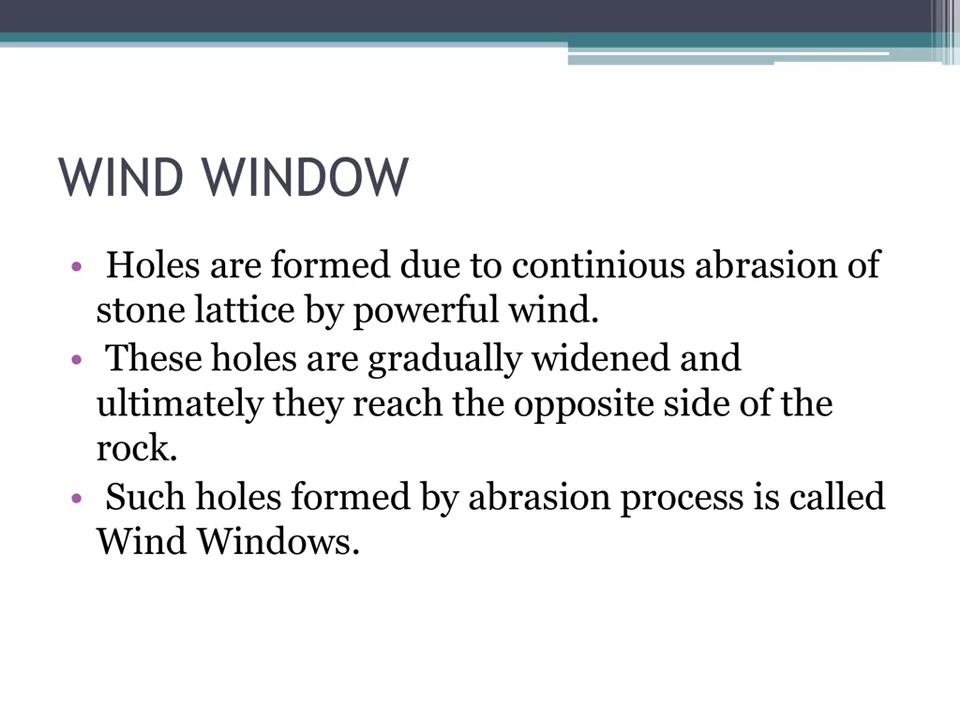 WIND WINDOW
• Holes are formed due to continious abrasion of
stone lattice by powerful wind.
• These holes are gradually widened and
ultimately they reach the opposite side of the
rock.
• Such holes formed by abrasion process is called
Wind Windows.